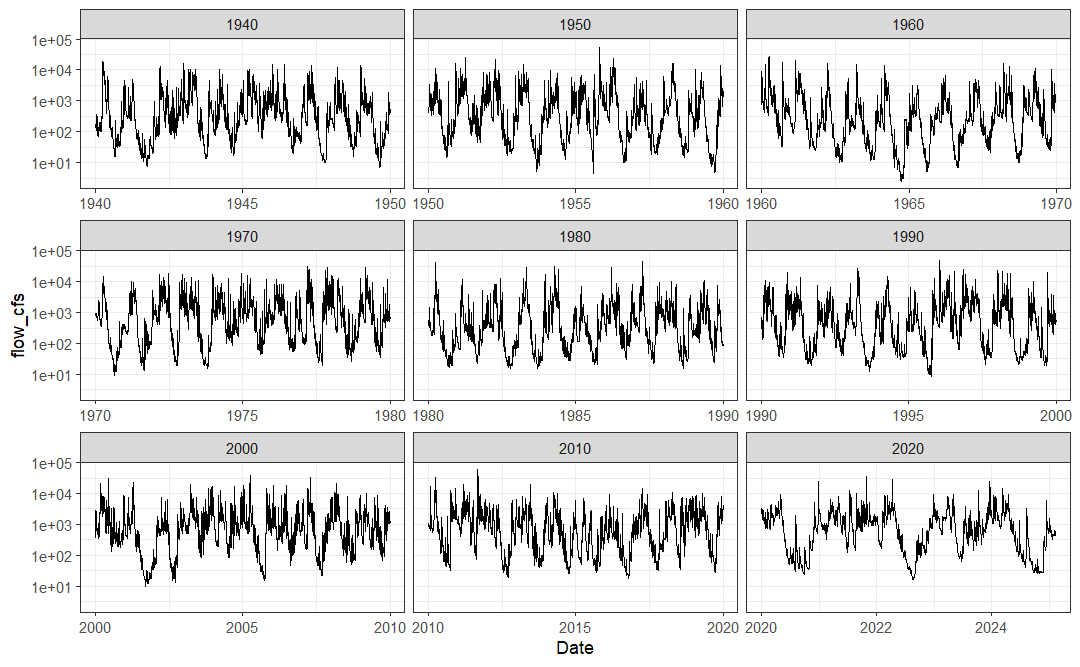 1940 1950 1960
1e+05
1e+04
1e+03
1e+02
1e+01
1940 1945 1950 1950 1955 1960 1960 1965 1970
1970 1980 1990
1e+05
1e+04
1e+03
1e+02
1e+01
1970 1975 1980 1980 1985 1990 1990 1995 2000
flow_cfs
2000 2010 2020
1e+05
1e+04
1e+03
1e+02
1e+01
2000 2005 2010 2010 2015 2020 2020 2022 2024
Date